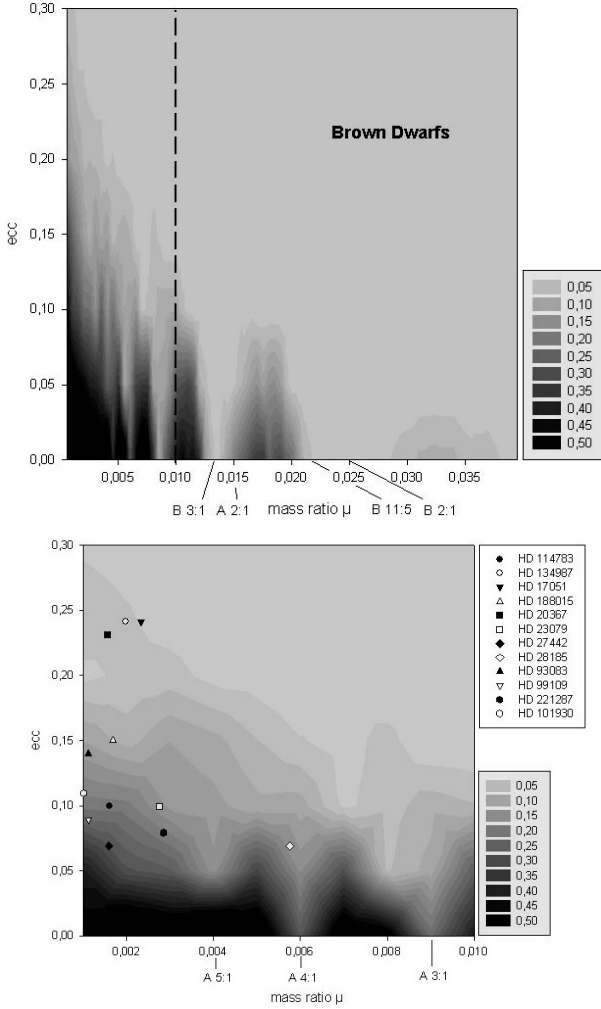 0,30
0,25
0,20
0,15
0,10
0,05
0,00
ecc
Brown Dwarfs
0,05
0,10
0,15
0,20
0,25
0,30
0,35
0,40
0,45
0,50
0,005 0,010 0,015 0,020 0,025 0,030 0,035
B 3:1 A 2:1 mass ratio μ B 11:5 B 2:1
0,30
0,25
0,20
0,15
0,10
0,05
0,00
ecc
HD 114783
HD 134987
HD 17051
HD 188015
HD 20367
HD 23079
HD 27442
HD 28185
HD 93083
HD 99109
HD 221287
HD 101930
0,05
0,10
0,15
0,20
0,25
0,30
0,35
0,40
0,45
0,50
0,002 0,004 0,006 0,008 0,010
A 5:1 A 4:1 A 3:1
mass ratio μ